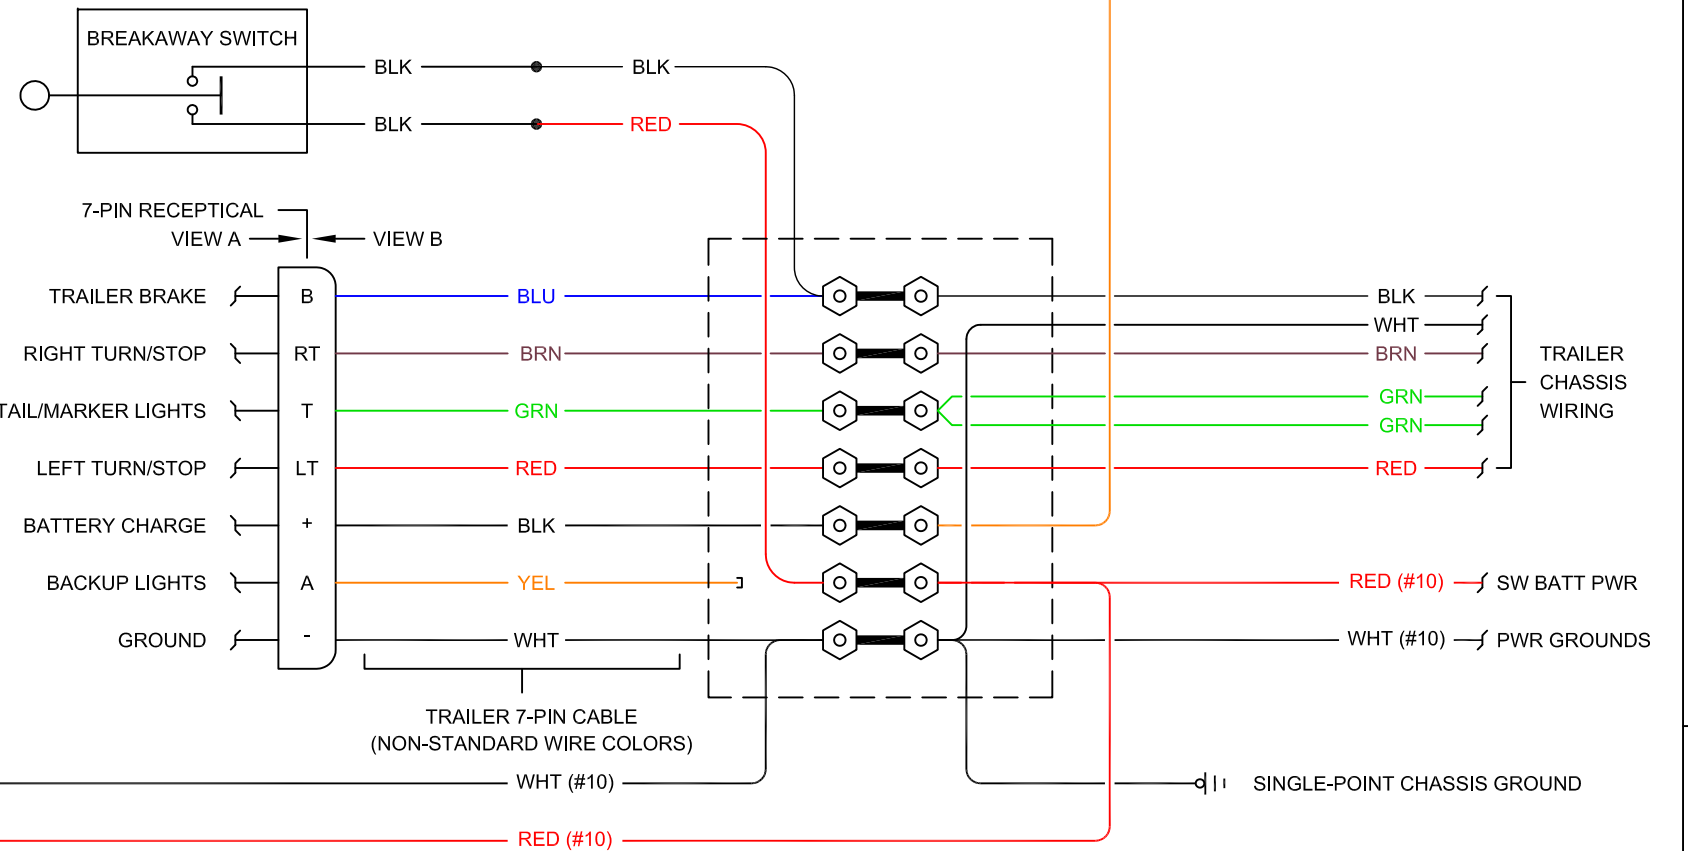 BREAKAWAY SWITCH
BLK
BLK
BLK
RED
7-PIN RECEPTICAL
VIEW A
VIEW B
TRAILER BRAKE
B
BLU
BLK
WHT
RIGHT TURN/STOP
RT
BRN
BRN
TRAILER
CHASSIS
WIRING
TAIL/MARKER LIGHTS
T
GRN
GRN
GRN
LEFT TURN/STOP
LT
RED
RED
BATTERY CHARGE
+
BLK
BACKUP LIGHTS
A
YEL
RED (#10)
SW BATT PWR
GROUND
-
WHT
WHT (#10)
PWR GROUNDS
TRAILER 7-PIN CABLE
(NON-STANDARD WIRE COLORS)
WHT (#10)
SINGLE-POINT CHASSIS GROUND
RED (#10)